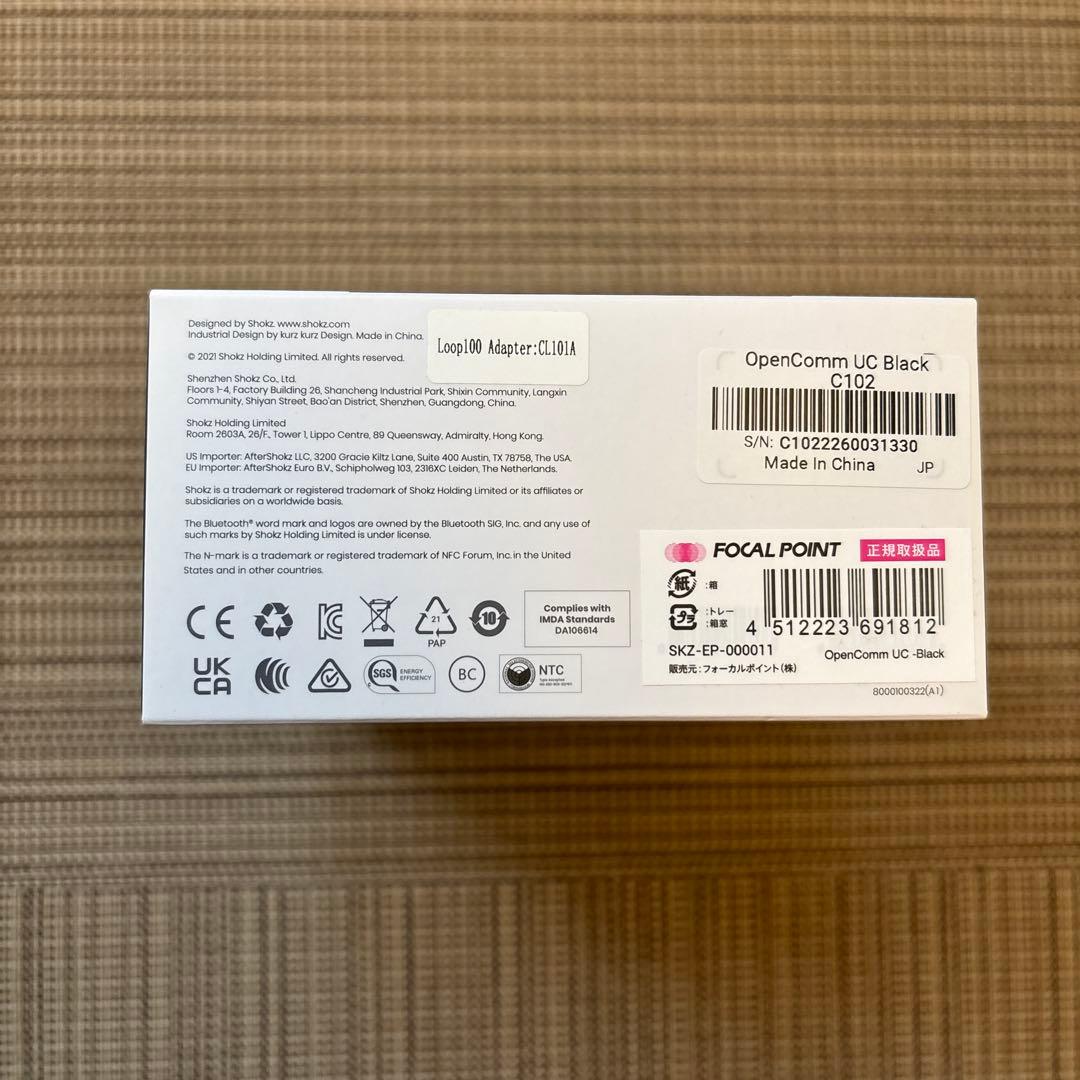 Designed by Shokz. www.shokz.com
Industrial Design by kurz kurz Design. Made in China.
© 2021 Shokz Holding Limited. All rights reserved.
Loop100 Adapter:CL101A
Shenzhen Shokz Co., Ltd.
Floors 1-4, Factory Building 26, Shancheng Industrial Park, Shixin Community, Langxin
Community, Shiyan Street, Bao'an District, Shenzhen, Guangdong, China.
Shokz Holding Limited
Room 2603A, 26/F., Tower 1, Lippo Centre, 89 Queensway, Admiralty, Hong Kong.
US Importer: AfterShokz LLC, 3200 Gracie Kiltz Lane, Suite 400 Austin, TX 78758, The USA.
EU Importer: AfterShokz Euro B.V., Schipholweg 103, 2316XC Leiden, The Netherlands.
Shokz is a trademark or registered trademark of Shokz Holding Limited or its affiliates or
subsidiaries on a worldwide basis.
The Bluetooth® word mark and logos are owned by the Bluetooth SIG, Inc. and any use of
such marks by Shokz Holding Limited is under license.
The N-mark is a trademark or registered trademark of NFC Forum, Inc. in the United
States and in other countries.
OpenComm UC Black
C102
S/N: C1022260031330
Made In China JP
FOCAL POINT 正規取扱品
紙 :箱
プラ :トレー
:箱窓
4 512223 691812
SKZ-EP-000011 OpenComm UC -Black
販売元:フォーカルポイント(株)
CE
21
PAP
10
Complies with
IMDA Standards
DA106614
UK
CA
SGS ENERGY
EFFICIENCY
BC
NTC
8000100322(A1)